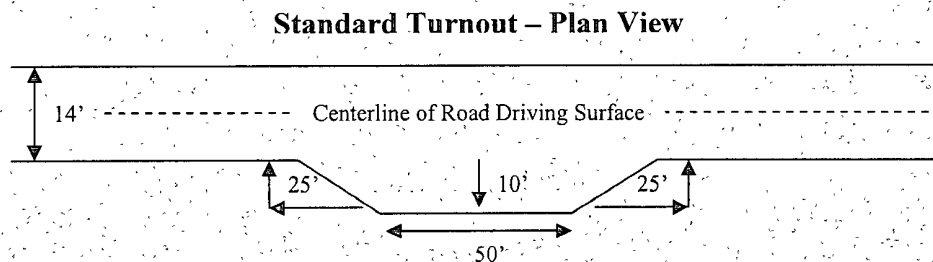 Standard Turnout – Plan View
14'
Centerline of Road Driving Surface
25'
10'
25'
50'